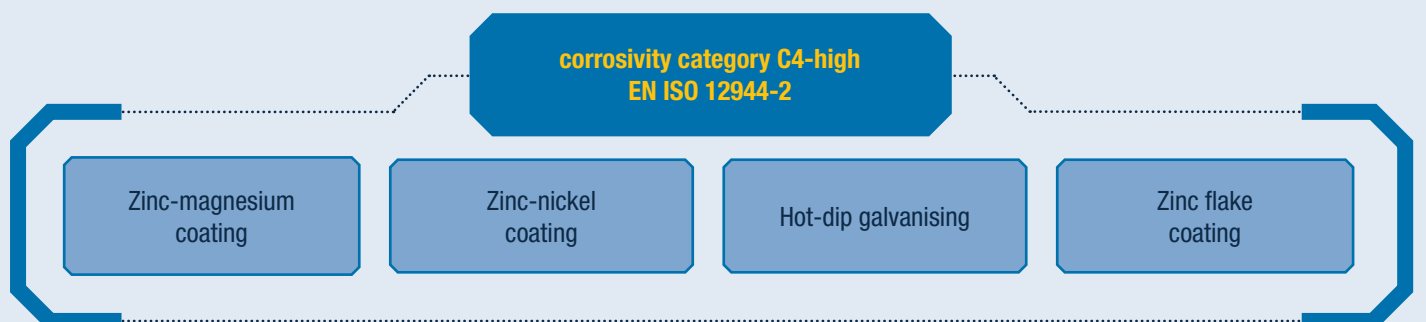 corrosivity category C4-high
EN ISO 12944-2
Zinc-magnesium
coating
Zinc-nickel
coating
Hot-dip galvanising
Zinc flake
coating